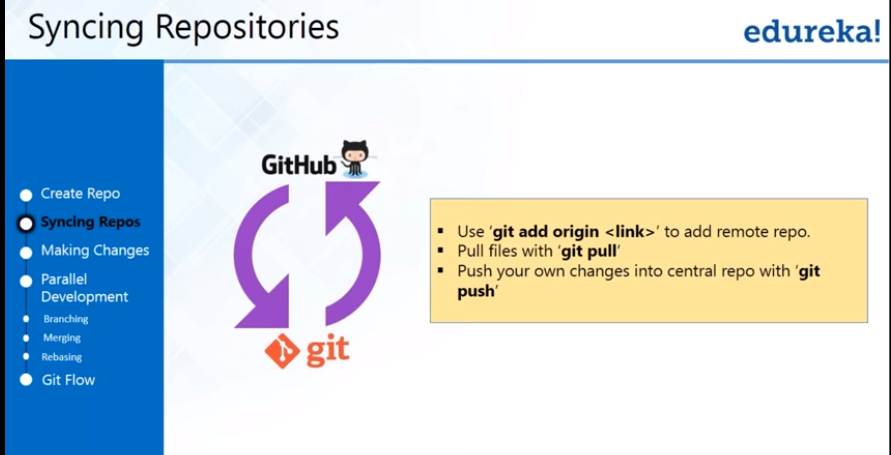 Syncing Repositories
edureka!
Create Repo
Syncing Repos
Making Changes
Parallel
Development
Branching
Merging
Rebasing
Git Flow
GitHub
git
▪ Use ‘git add origin <link>’ to add remote repo.
▪ Pull files with ‘git pull’
▪ Push your own changes into central repo with ‘git
push’